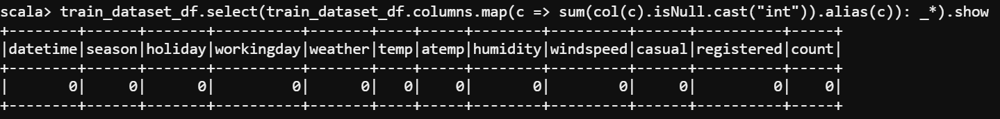 scala> train_dataset_df.select(train_dataset_df.columns.map(c => sum(col(c).isNull.cast("int")).alias(c)): _*).show
+--------+------+-------+----------+-------+----+-----+--------+---------+------+----------+-----+
|datetime|season|holiday|workingday|weather|temp|atemp|humidity|windspeed|casual|registered|count|
+--------+------+-------+----------+-------+----+-----+--------+---------+------+----------+-----+
|       0|     0|      0|         0|      0|   0|    0|       0|        0|     0|         0|    0|
+--------+------+-------+----------+-------+----+-----+--------+---------+------+----------+-----+